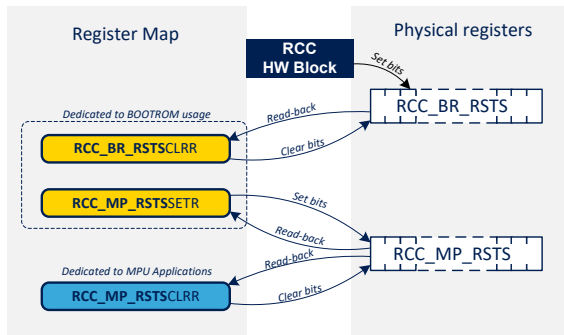 Register Map
Physical registers
RCC
HW Block
Set bits
RCC_BR_RSTS
Dedicated to BOOTROM usage
Read-back
RCC_BR_RSTSCLRR
Clear bits
RCC_MP_RSTSSETR
Set bits
Read-back
RCC_MP_RSTS
Read-back
Dedicated to MPU Applications
RCC_MP_RSTSCLRR
Clear bits